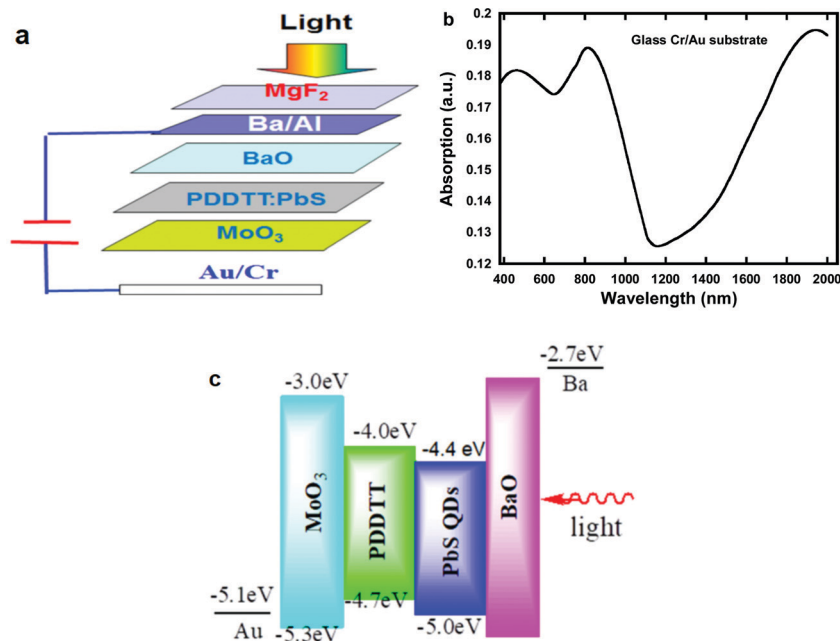 a
Light
MgF₂
Ba/Al
BaO
PDDTT:PbS
MoO₃
Au/Cr
b
Glass Cr/Au substrate
Absorption (a.u.)
0.2
0.19
0.18
0.17
0.16
0.15
0.14
0.13
0.12
400 600 800 1000 1200 1400 1600 1800 2000
Wavelength (nm)
c
-3.0eV
-4.0eV
-4.4 eV
-2.7eV
Ba
MoO₃
PDDTT
PbS QDs
BaO
light
-5.1eV
Au
-5.3eV
-4.7eV
-5.0eV